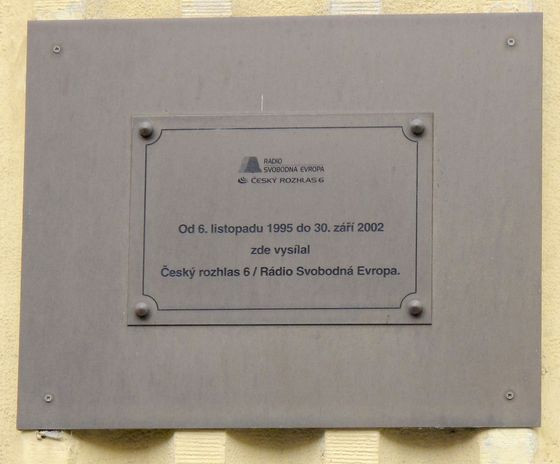 RADIO
SVOBODNÁ EVROPA
ČESKÝ ROZHLAS 6
Od 6. listopadu 1995 do 30. září 2002
zde vysílal
Český rozhlas 6 / Rádio Svobodná Evropa.